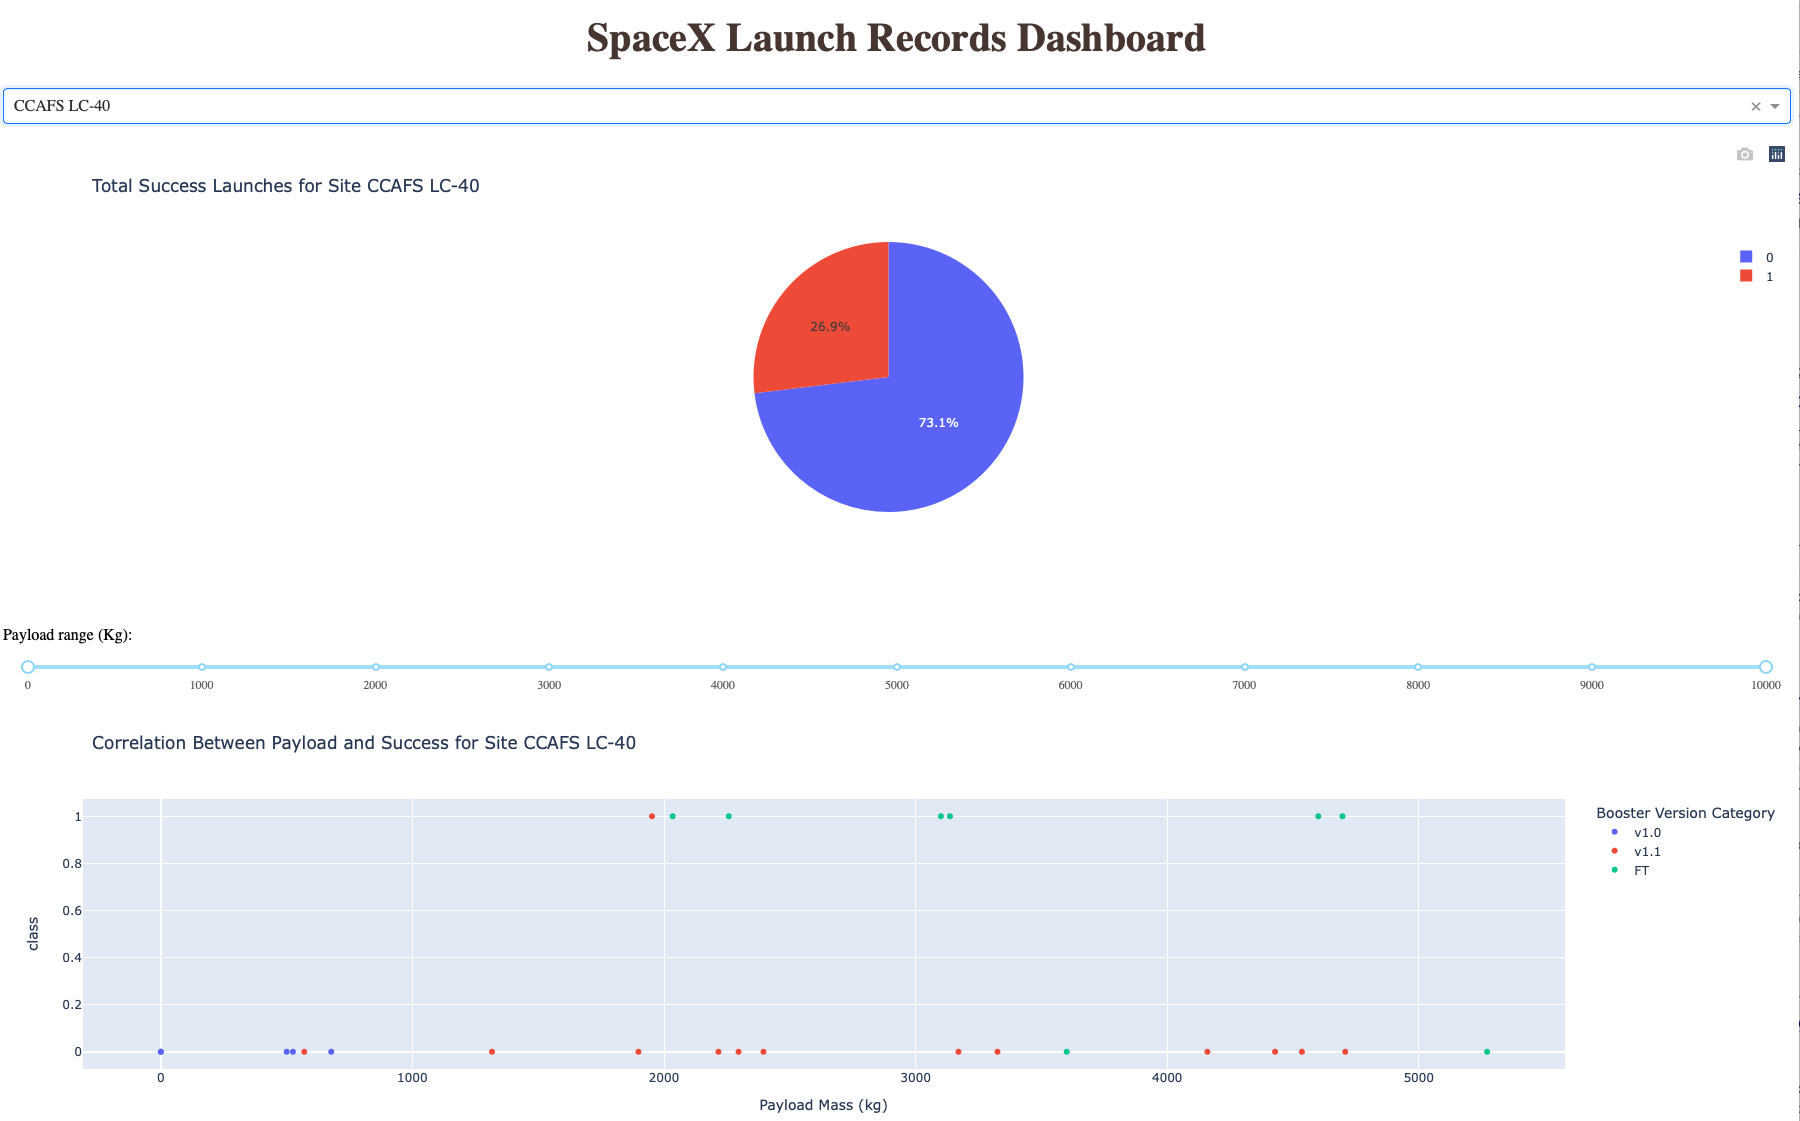 SpaceX Launch Records Dashboard
CCAFS LC-40
Total Success Launches for Site CCAFS LC-40
0
1
26.9%
73.1%
Payload range (Kg):
0 1000 2000 3000 4000 5000 6000 7000 8000 9000 10000
Correlation Between Payload and Success for Site CCAFS LC-40
Booster Version Category
v1.0
v1.1
FT
1
0.8
0.6
0.4
0.2
0
class
0 1000 2000 3000 4000 5000
Payload Mass (kg)